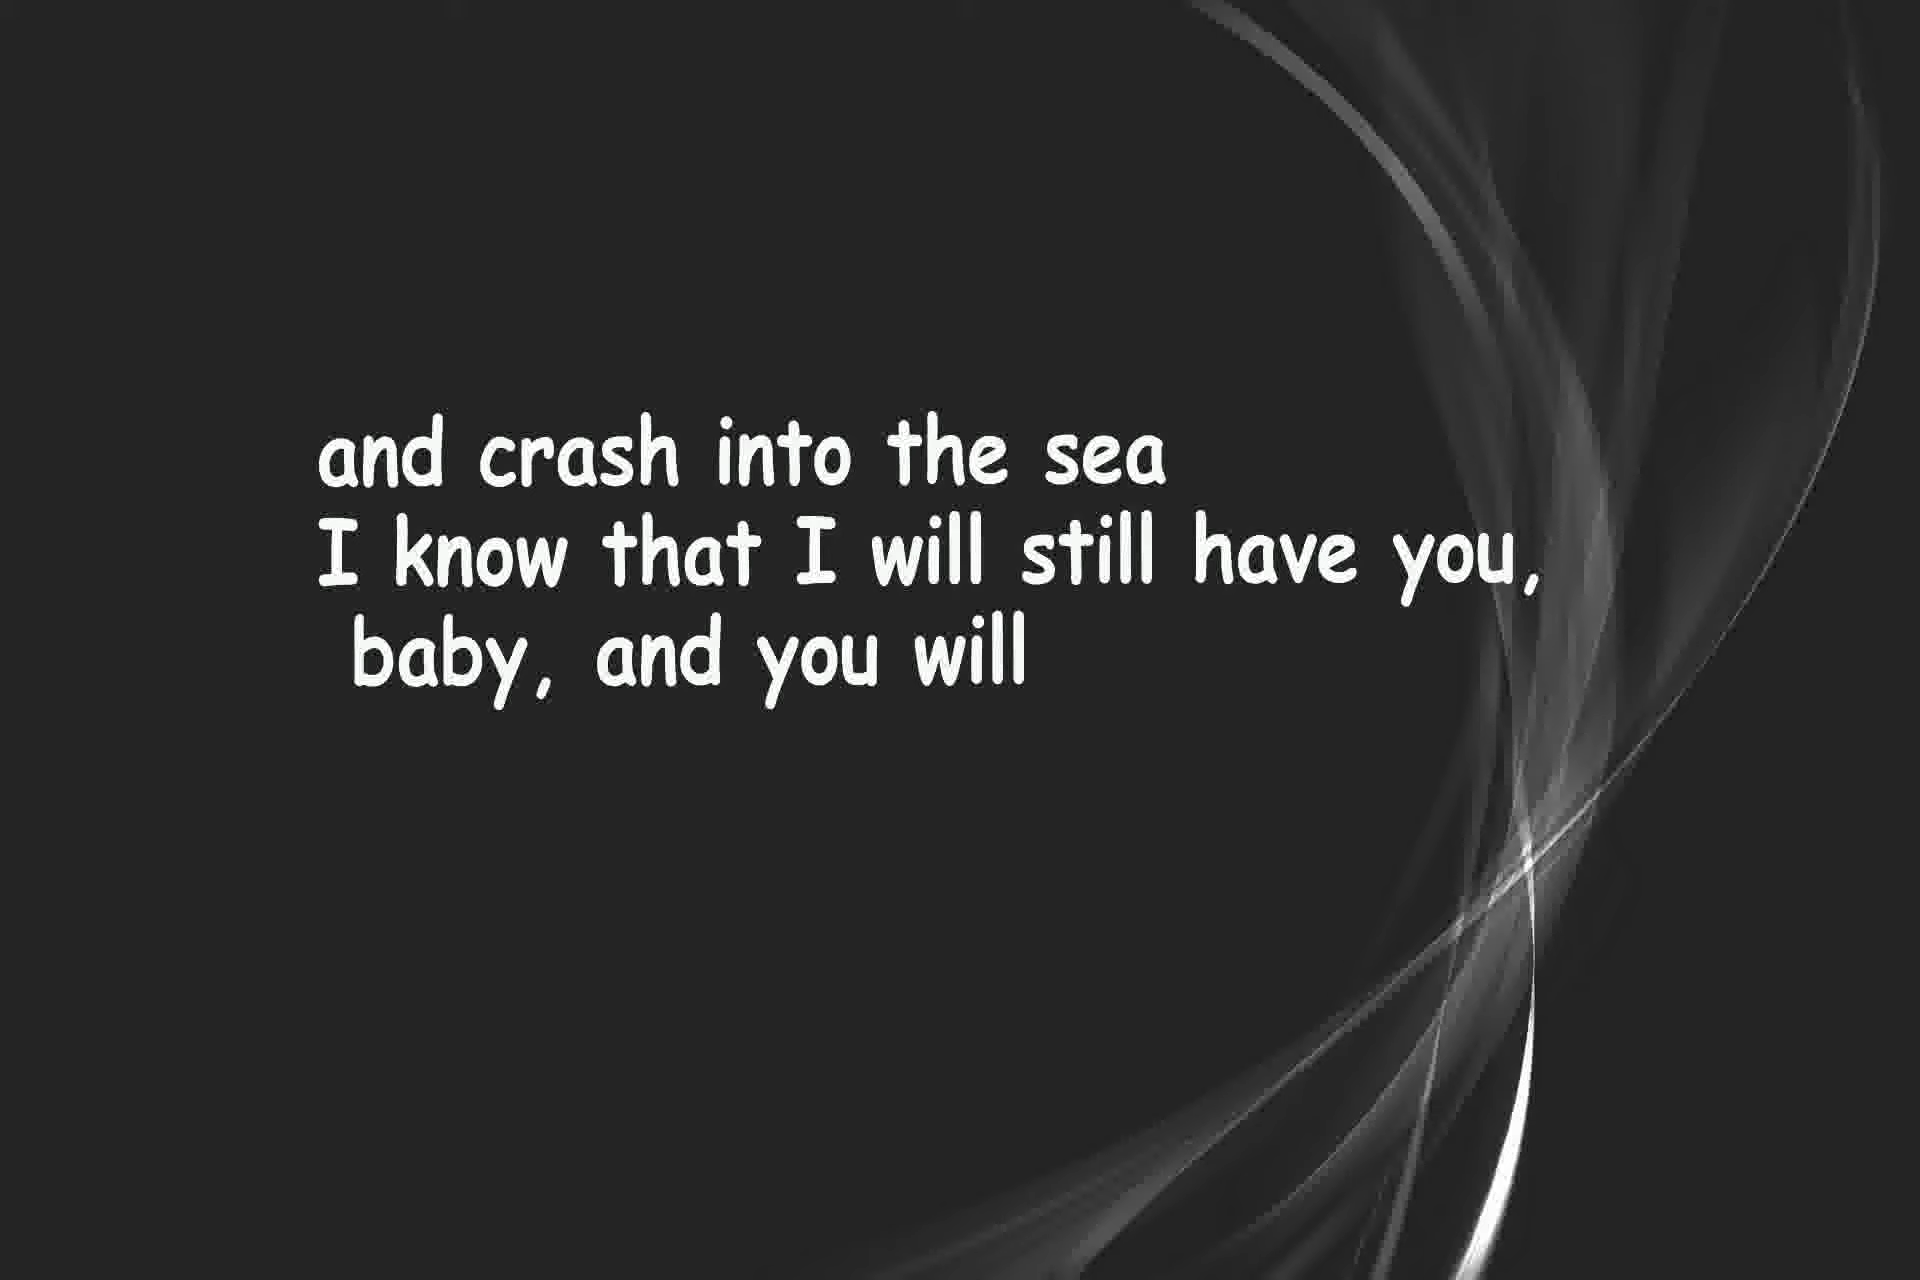 and crash into the sea
I know that I will still have you,
baby, and you will